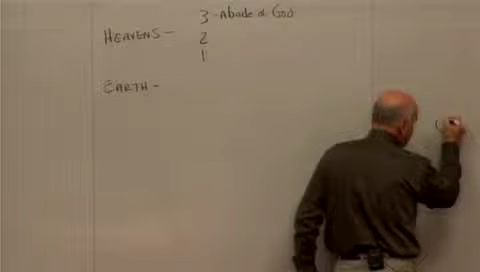 3 - Abode of God
HEAVENS - 2
1
EARTH -